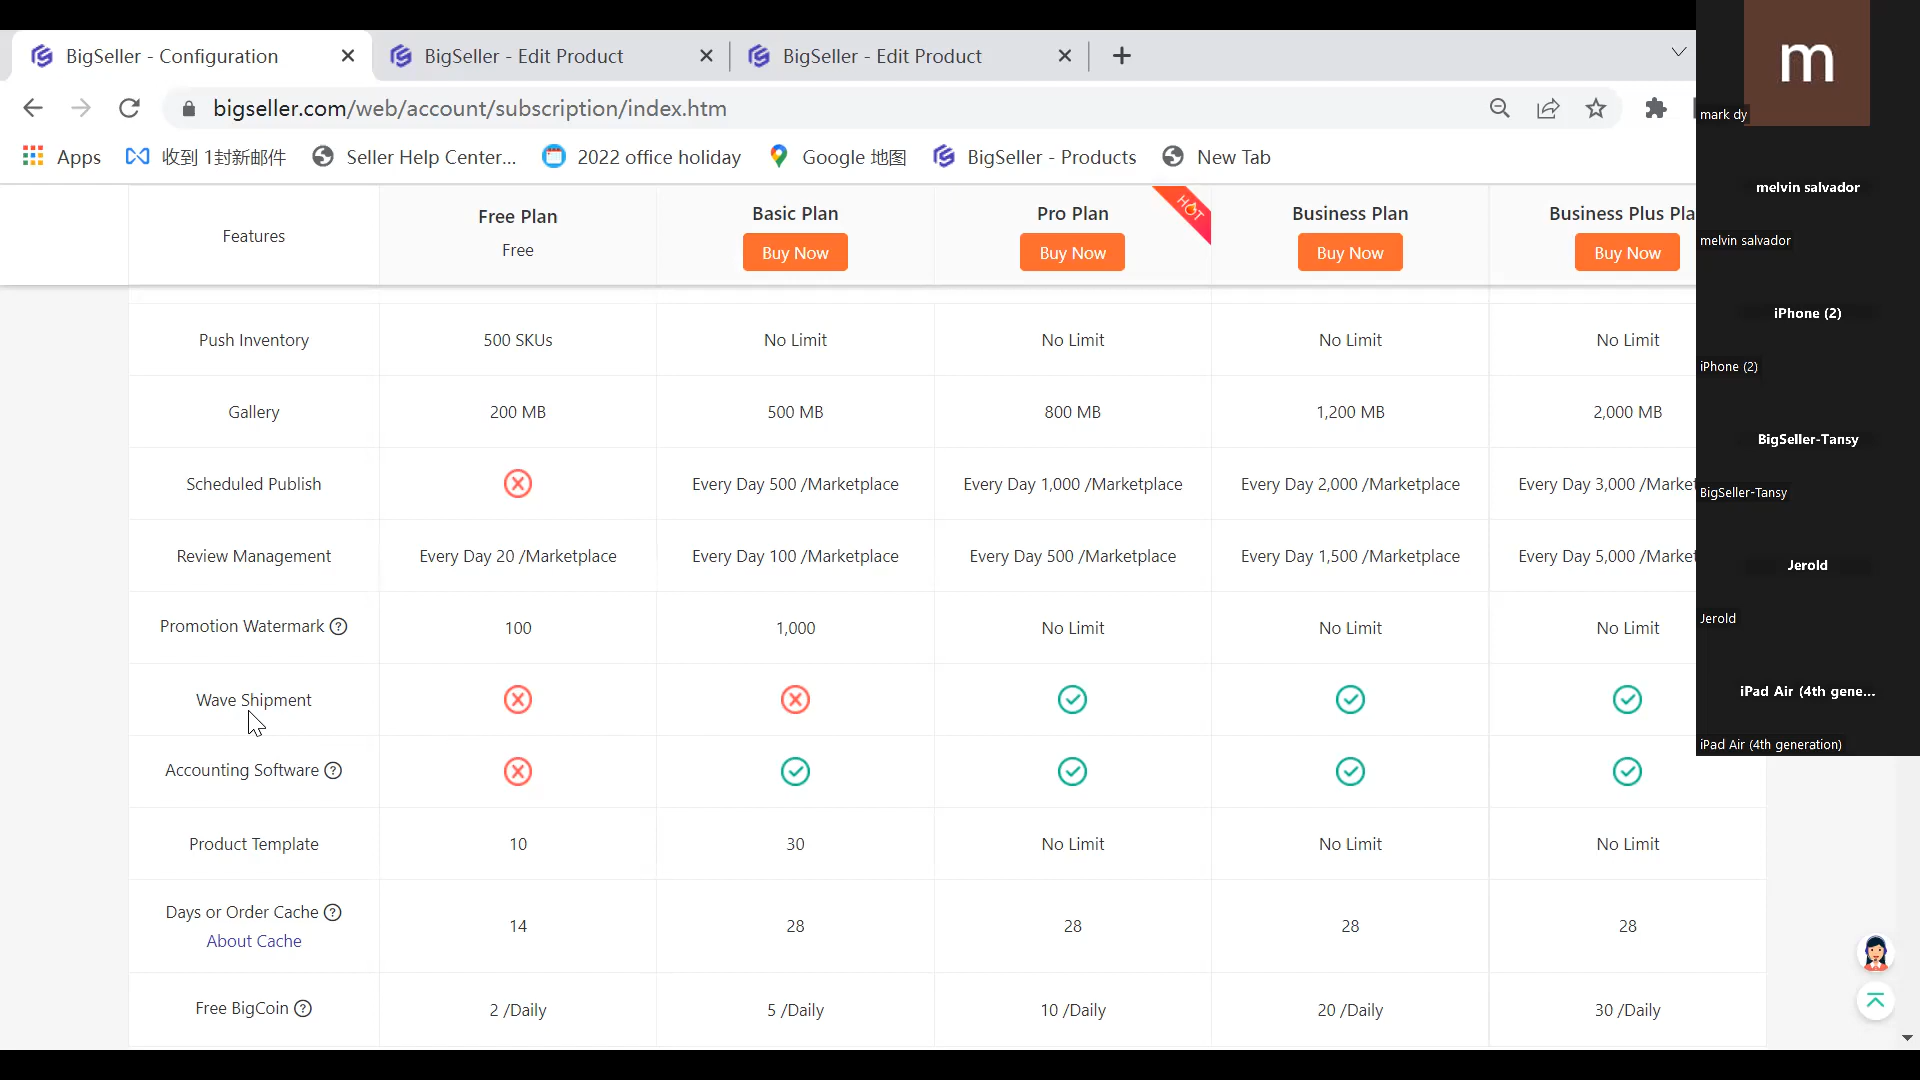 BigSeller - Configuration
BigSeller - Edit Product
BigSeller - Edit Product
bigseller.com/web/account/subscription/index.htm
Apps
收到 1封新邮件
Seller Help Center...
2022 office holiday
Google 地图
BigSeller - Products
New Tab
Features
Free Plan
Free
Basic Plan
Buy Now
Pro Plan
Buy Now
HOT
Business Plan
Buy Now
Business Plus Pla
Buy Now
Push Inventory
500 SKUs
No Limit
No Limit
No Limit
No Limit
Gallery
200 MB
500 MB
800 MB
1,200 MB
2,000 MB
Scheduled Publish
Every Day 500 /Marketplace
Every Day 1,000 /Marketplace
Every Day 2,000 /Marketplace
Every Day 3,000 /Market
Review Management
Every Day 20 /Marketplace
Every Day 100 /Marketplace
Every Day 500 /Marketplace
Every Day 1,500 /Marketplace
Every Day 5,000 /Market
Promotion Watermark ?
100
1,000
No Limit
No Limit
No Limit
Wave Shipment
Accounting Software ?
Product Template
10
30
No Limit
No Limit
No Limit
Days or Order Cache ?
About Cache
14
28
28
28
28
Free BigCoin ?
2 /Daily
5 /Daily
10 /Daily
20 /Daily
30 /Daily
m
mark dy
melvin salvador
melvin salvador
iPhone (2)
iPhone (2)
BigSeller-Tansy
BigSeller-Tansy
Jerold
Jerold
iPad Air (4th gene...
iPad Air (4th generation)